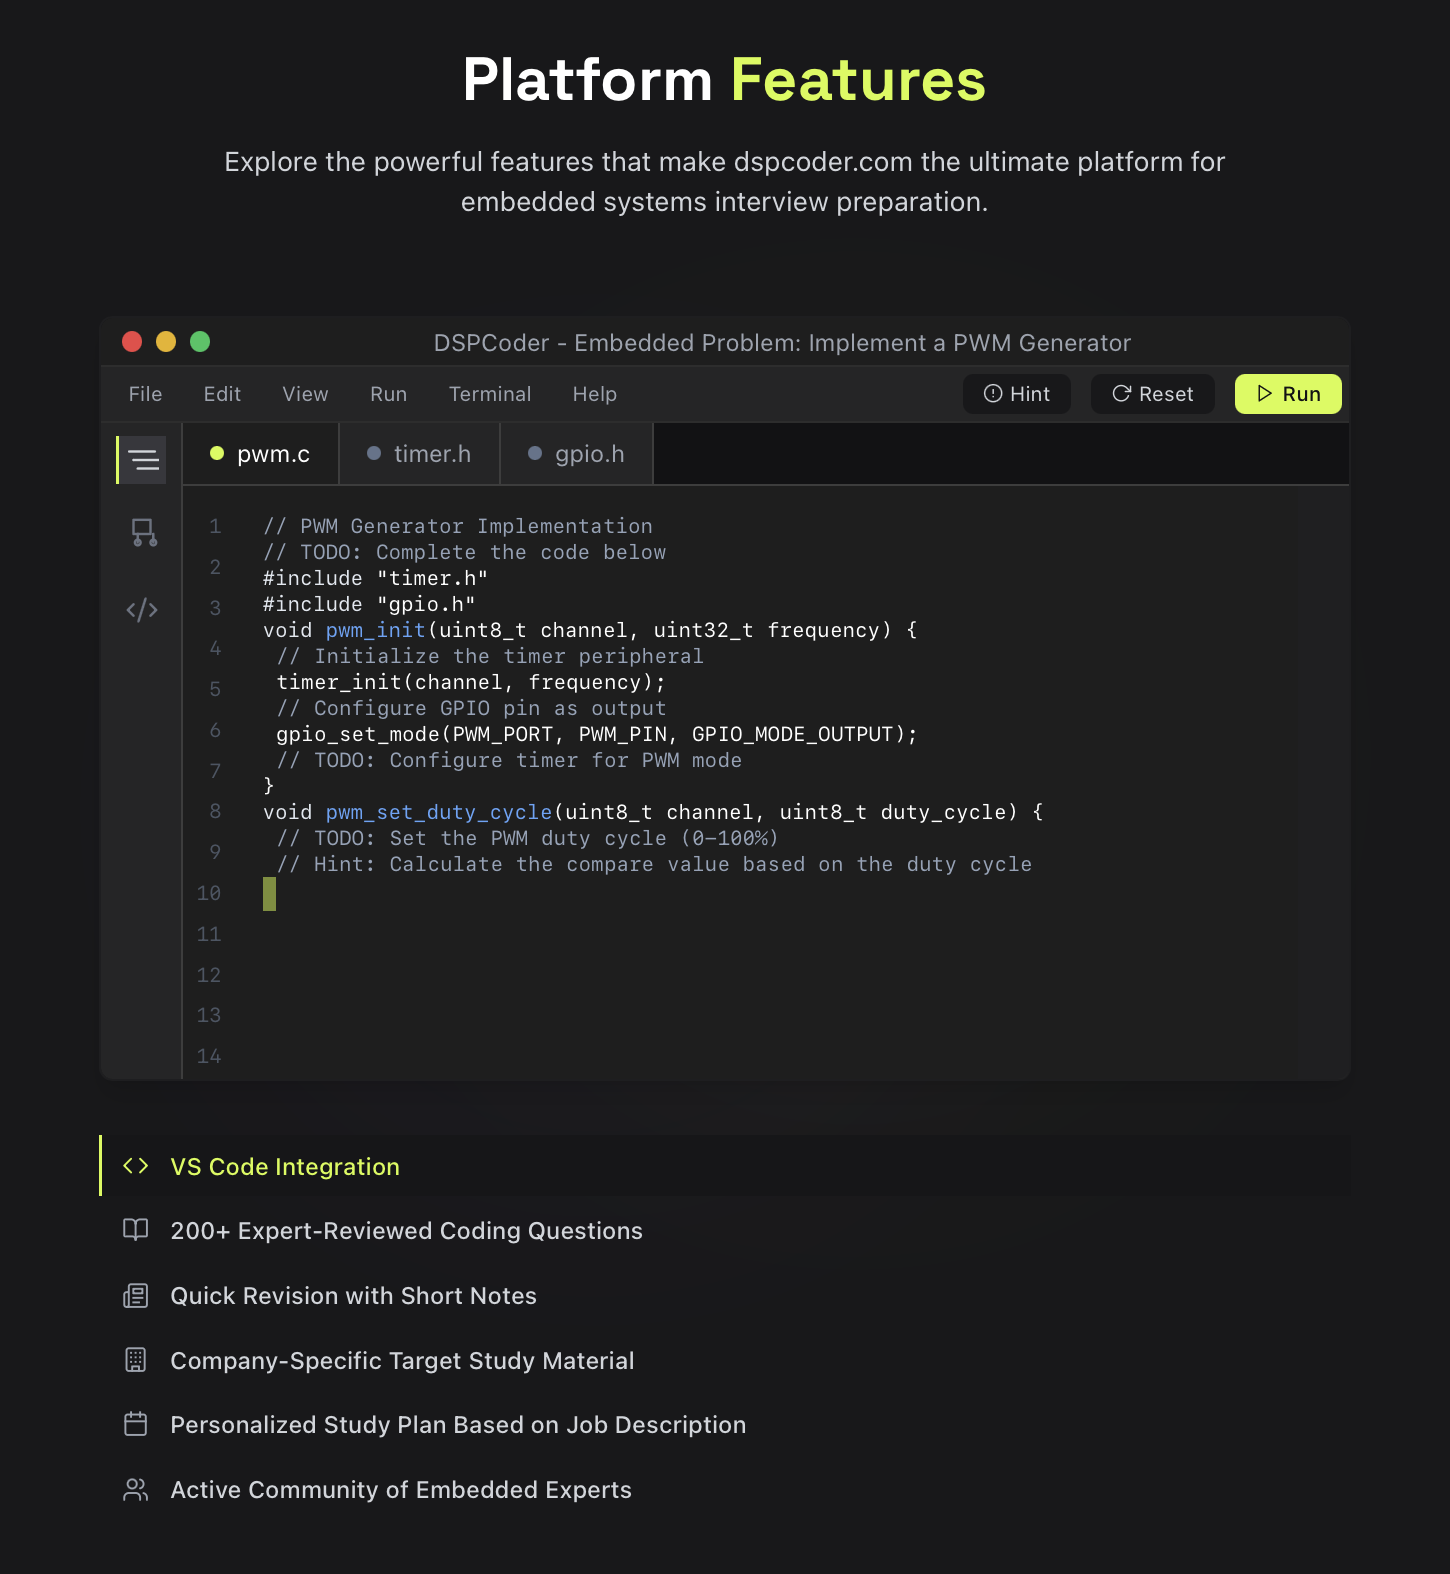 Platform Features
Explore the powerful features that make dspcoder.com the ultimate platform for
embedded systems interview preparation.
DSPCoder - Embedded Problem: Implement a PWM Generator
File Edit View Run Terminal Help Hint Reset Run
pwm.c timer.h gpio.h
1
2
3
4
5
6
7
8
9
10
11
12
13
14
// PWM Generator Implementation
// TODO: Complete the code below
#include "timer.h"
#include "gpio.h"
void pwm_init(uint8_t channel, uint32_t frequency) {
// Initialize the timer peripheral
timer_init(channel, frequency);
// Configure GPIO pin as output
gpio_set_mode(PWM_PORT, PWM_PIN, GPIO_MODE_OUTPUT);
// TODO: Configure timer for PWM mode
}
void pwm_set_duty_cycle(uint8_t channel, uint8_t duty_cycle) {
// TODO: Set the PWM duty cycle (0–100%)
// Hint: Calculate the compare value based on the duty cycle
VS Code Integration
200+ Expert-Reviewed Coding Questions
Quick Revision with Short Notes
Company-Specific Target Study Material
Personalized Study Plan Based on Job Description
Active Community of Embedded Experts